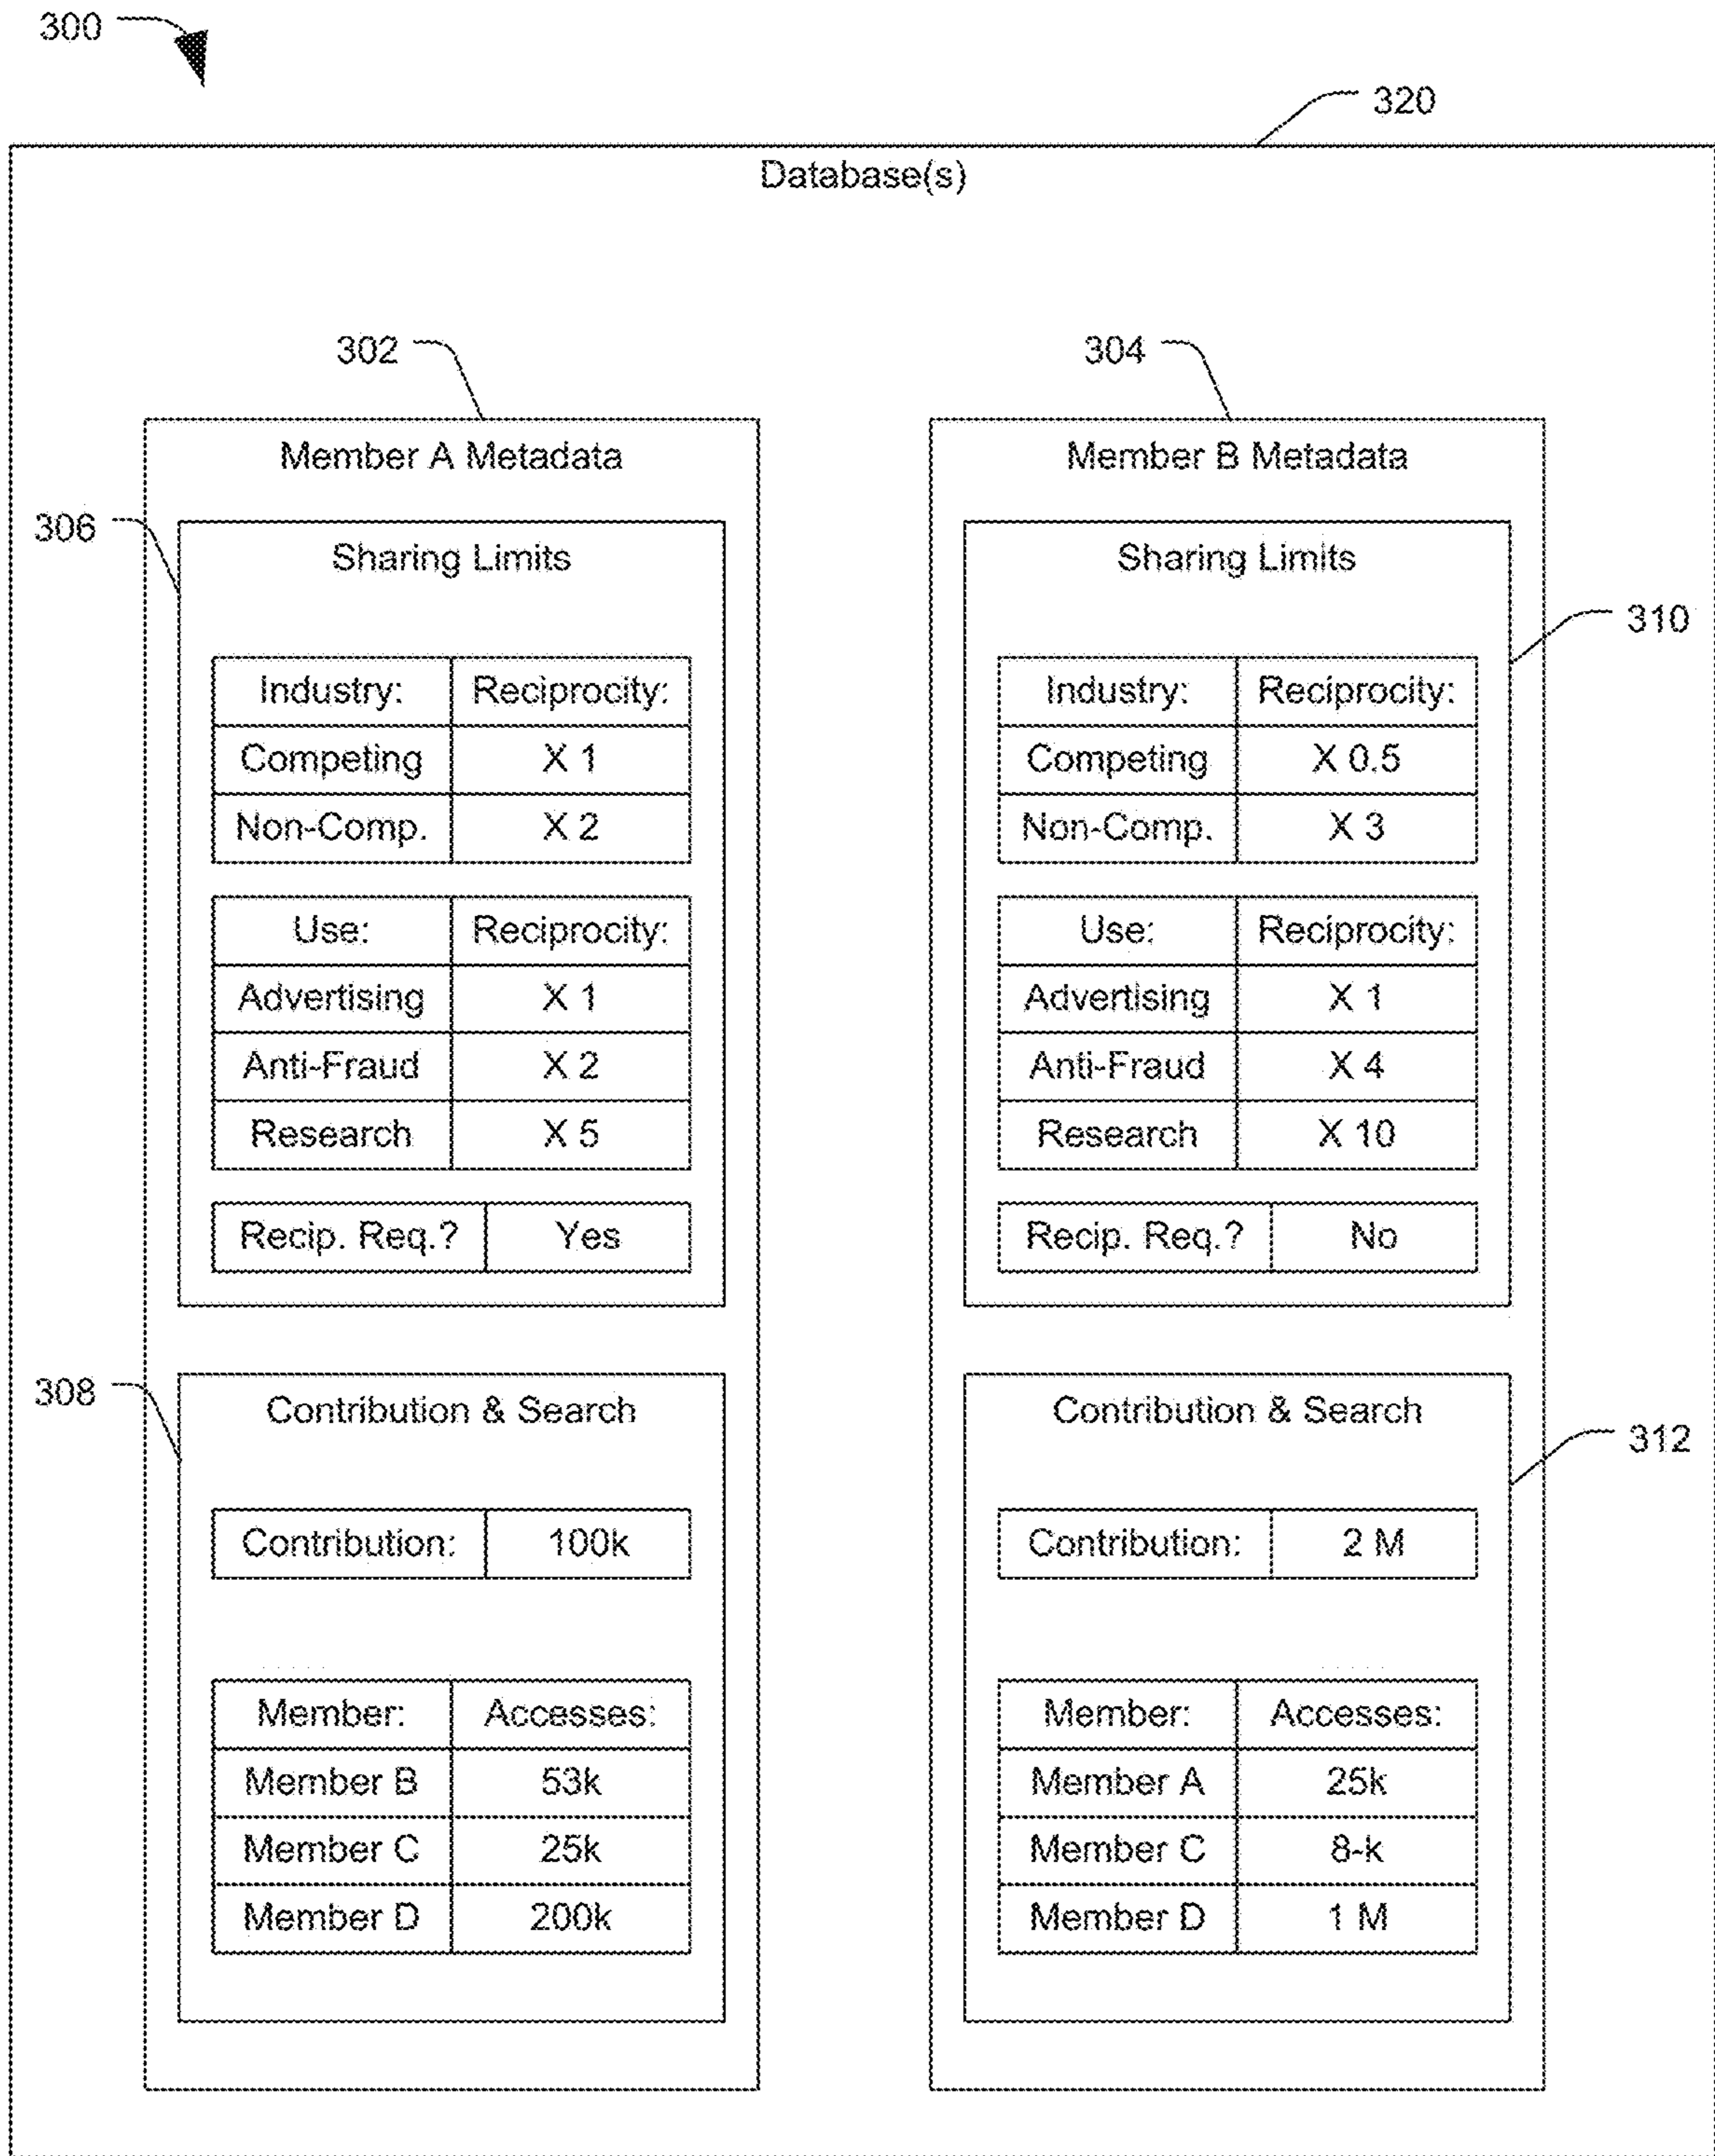 300
320
Database(s)
302
304
Member A Metadata
306
Sharing Limits
Industry: Reciprocity:
Competing X 1
Non-Comp. X 2
Use: Reciprocity:
Advertising X 1
Anti-Fraud X 2
Research X 5
Recip. Req.? Yes
308
Contribution & Search
Contribution: 100k
Member: Accesses:
Member B 53k
Member C 25k
Member D 200k
Member B Metadata
Sharing Limits
310
Industry: Reciprocity:
Competing X 0.5
Non-Comp. X 3
Use: Reciprocity:
Advertising X 1
Anti-Fraud X 4
Research X 10
Recip. Req.? No
Contribution & Search
312
Contribution: 2 M
Member: Accesses:
Member A 25k
Member C 8-k
Member D 1 M